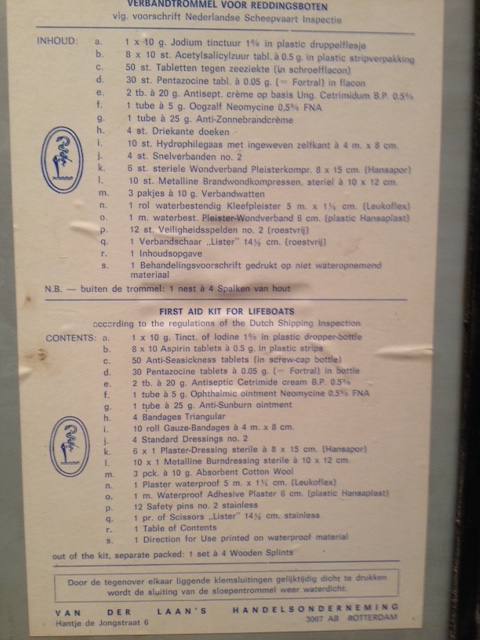 VERBANDTROMMEL VOOR REDDINGSBOTEN
vlg. voorschrift Nederlandse Scheepvaart Inspectie
INHOUD: a. 1 x 10 g. Jodium tinctuur 1% in plastic druppelflesje
b. 8 x 10 st. Acetylsalicylzuur tabl. à 0.5 g. in plastic stripverpakking
c. 50 st. Tabletten tegen zeeziekte (in schroefflacon)
d. 30 st. Pentazocine tabl. à 0.05 g. (= Fortral) in flacon
e. 2 tb. à 20 g. Antisept. crème op basis Ung. Cetrimidum B.P. 0.5%
f. 1 tube à 5 g. Oogzalf Neomycine 0.5% FNA
g. 1 tube à 25 g. Anti-Zonnebrandcrème
h. 4 st. Driekante doeken
i. 10 st. Hydrophilegaas met ingeweven zelfkant à 4 m. x 8 cm.
j. 4 st. Snelverbanden no. 2
k. 6 st. steriele Wondverband Pleisterkompr. 8 x 15 cm. (Hansapor)
l. 10 st. Metalline Brandwondkompressen, steriel à 10 x 12 cm.
m. 3 pakjes à 10 g. Verbandwatten
n. 1 rol waterbestendig Kleefpleister 5 m. x 1¼ cm. (Leukoflex)
o. 1 m. waterbest. Pleister-Wondverband 6 cm. (plastic Hansaplast)
p. 12 st. Veiligheidsspelden no. 2 (roestvrij)
q. 1 Verbandschaar „Lister" 14½ cm. (roestvrij)
r. 1 Inhoudsopgave
s. 1 Behandelingsvoorschrift gedrukt op niet wateropnemend
materiaal
N.B. — buiten de trommel: 1 nest à 4 Spalken van hout
FIRST AID KIT FOR LIFEBOATS
according to the regulations of the Dutch Shipping Inspection
CONTENTS: a. 1 x 10 g. Tinct. of Iodine 1% in plastic dropper-bottle
b. 8 x 10 Aspirin tablets à 0.5 g. in plastic strips
c. 50 Anti-Seasickness tablets (in screw-cap bottle)
d. 30 Pentazocine tablets à 0.05 g. (= Fortral) in bottle
e. 2 tb. à 20 g. Antiseptic Cetrimide cream B.P. 0.5%
f. 1 tube à 5 g. Ophthalmic ointment Neomycine 0.5% FNA
g. 1 tube à 25 g. Anti-Sunburn ointment
h. 4 Bandages Triangular
i. 10 roll Gauze-Bandages à 4 m. x 8 cm.
j. 4 Standard Dressings no. 2
k. 6 x 1 Plaster-Dressing sterile à 8 x 15 cm. (Hansapor)
l. 10 x 1 Metalline Burndressing sterile à 10 x 12 cm.
m. 3 pck. à 10 g. Absorbent Cotton Wool
n. 1 Plaster waterproof 5 m. x 1¼ cm. (Leukoflex)
o. 1 m. Waterproof Adhesive Plaster 6 cm. (plastic Hansaplast)
p. 12 Safety pins no. 2 stainless
q. 1 pr. of Scissors „Lister" 14½ cm. stainless
r. 1 Table of Contents
s. 1 Direction for Use printed on waterproof material
out of the kit, separate packed: 1 set à 4 Wooden Splints
Door de tegenover elkaar liggende klemsluitingen gelijktijdig dicht te drukken
wordt de sluiting van de sloepentrommel weer waterdicht.
VAN DER LAAN'S HANDELSONDERNEMING
Hantje de Jongstraat 6 3067 AB ROTTERDAM